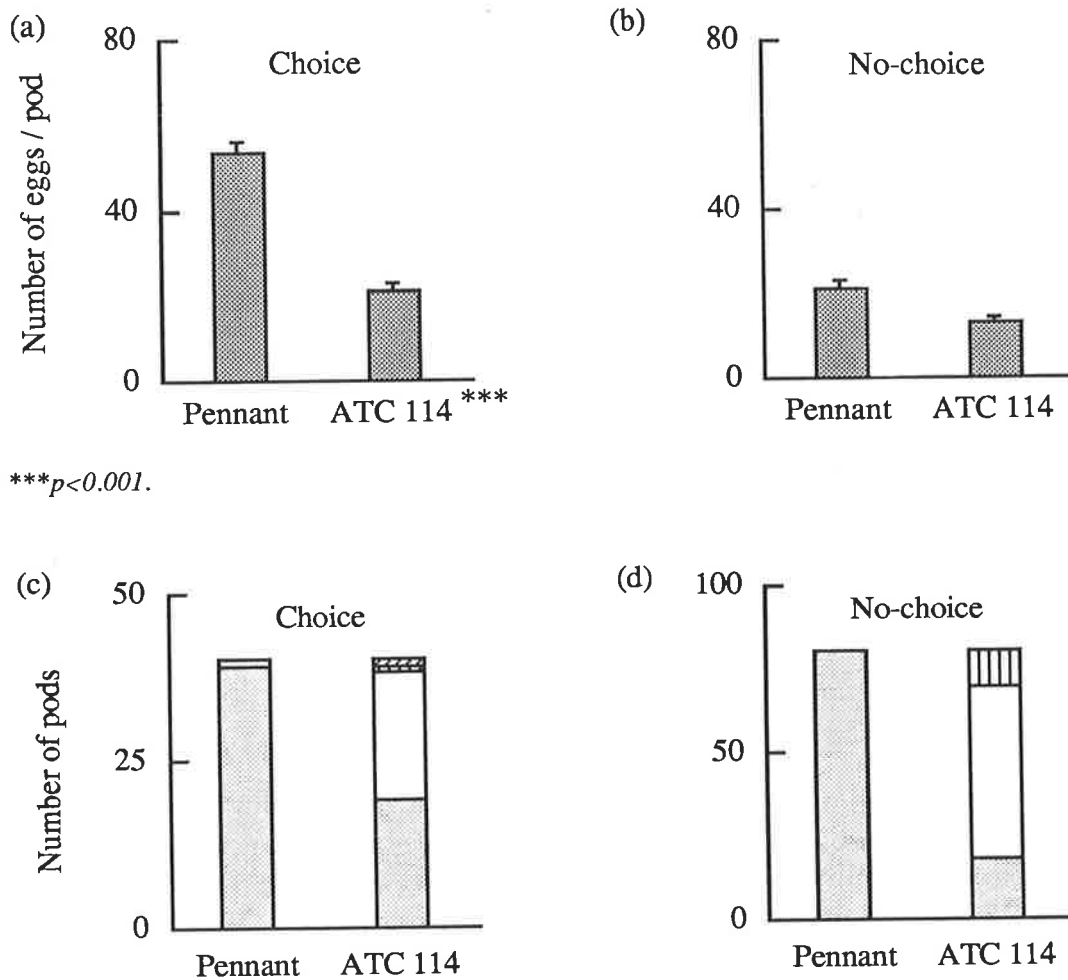 (a)
80
Choice
40
0
Number of eggs / pod
Pennant
ATC 114 ***
(b)
80
No-choice
40
0
Pennant
ATC 114
***p<0.001.
(c)
50
Choice
25
0
Number of pods
Pennant
ATC 114
(d)
100
No-choice
50
0
Pennant
ATC 114